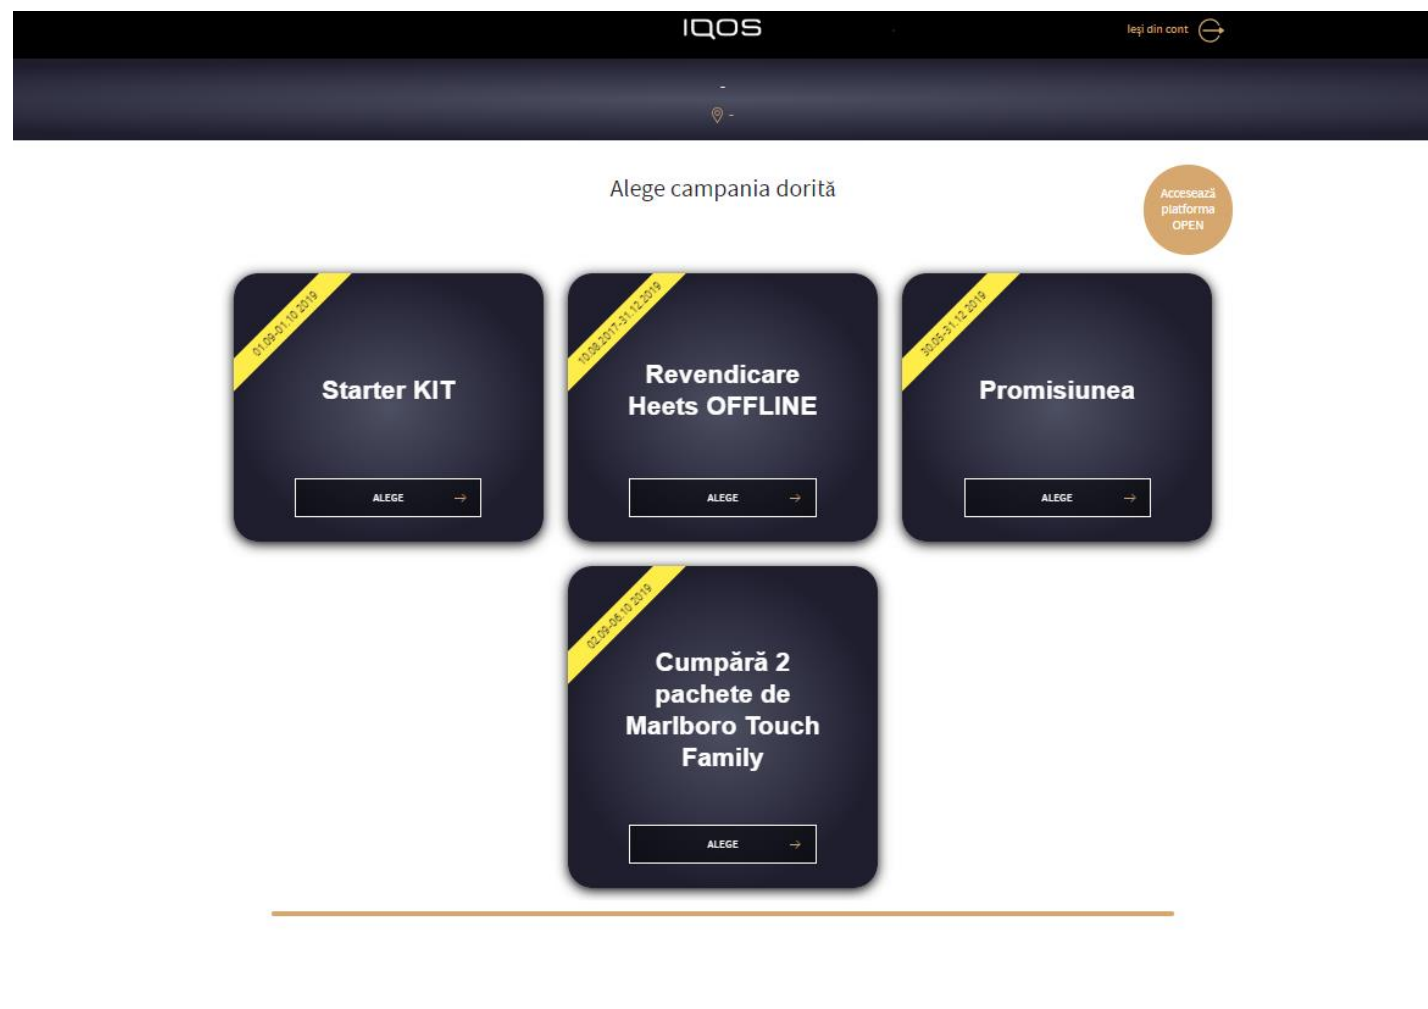 IQOS
Ieşi din cont
-
-
Alege campania dorită
Accesează
platforma
OPEN
01.09-01.10 2019
Starter KIT
ALEGE
10.08.2017-31.12.2019
Revendicare
Heets OFFLINE
ALEGE
30.05-31.12 2019
Promisiunea
ALEGE
02.09-06.10 2019
Cumpără 2
pachete de
Marlboro Touch
Family
ALEGE